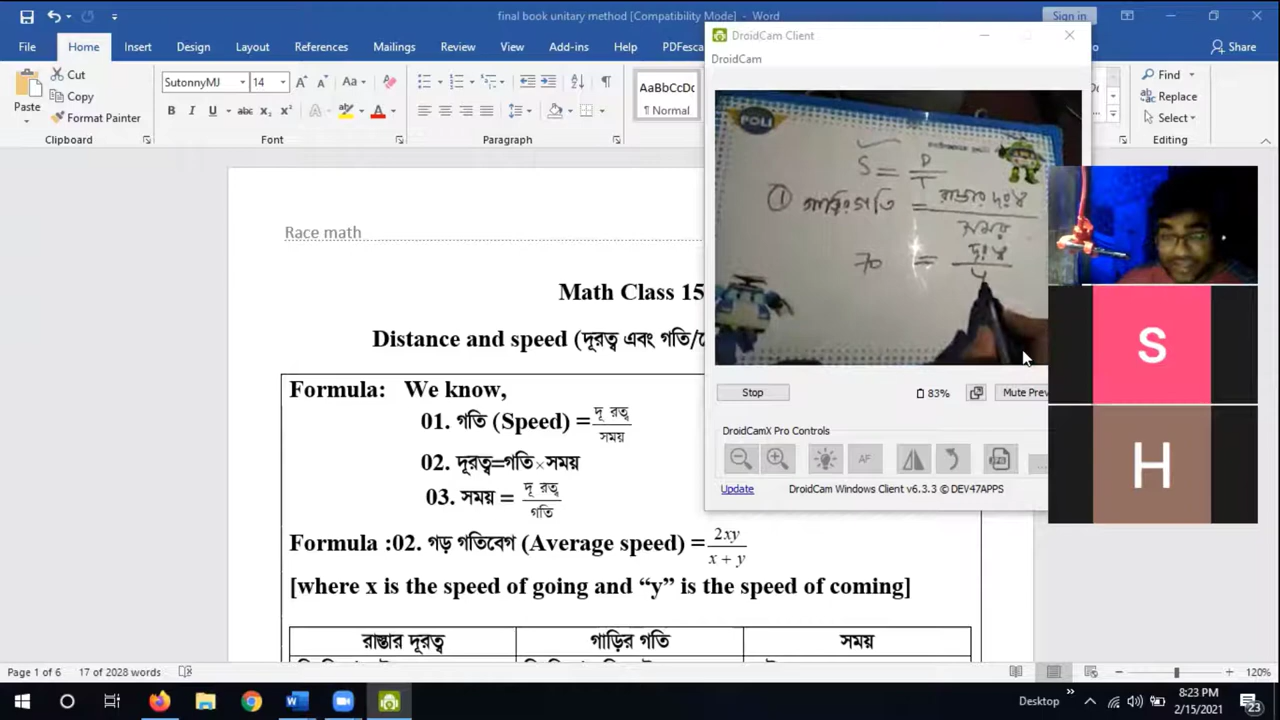 final book unitary method [Compatibility Mode] - Word
Sign in
File Home Insert Design Layout References Mailings Review View Add-ins Help PDFesca
Share
Paste
Cut
Copy
Format Painter
Clipboard
SutonnyMJ 14
Font
Paragraph
AaBbCcDc
¶ Normal
Find
Replace
Select
Editing
DroidCam Client
DroidCam
POLI
S = D/T
① গাড়ির গতি = রাস্তার দূরত্ব / সময়
70 = দূরত্ব / 4
Stop
83%
Mute Prev
DroidCamX Pro Controls
AF
Update
DroidCam Windows Client v6.3.3 © DEV47APPS
S
H
Race math
Math Class 15
Distance and speed (দূরত্ব এবং গতি/
Formula: We know,
01. গতি (Speed) = দূরত্ব / সময়
02. দূরত্ব=গতি×সময়
03. সময় = দূরত্ব / গতি
Formula :02. গড় গতিবেগ (Average speed) = 2xy / x + y
[where x is the speed of going and “y” is the speed of coming]
রাস্তার দূরত্ব গাড়ির গতি সময়
Page 1 of 6 17 of 2028 words
120%
Desktop
8:23 PM
2/15/2021
23